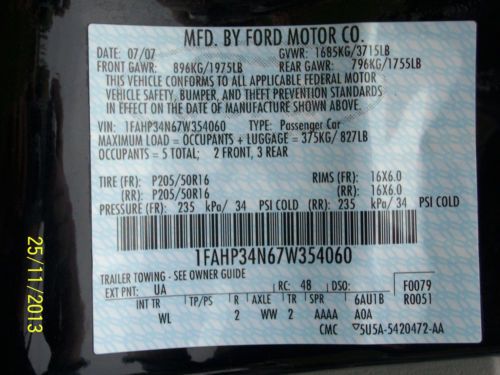 MFD. BY FORD MOTOR CO.
DATE: 07/07 GVWR: 1685KG/3715LB
FRONT GAWR: 896KG/1975LB REAR GAWR: 796KG/1755LB
THIS VEHICLE CONFORMS TO ALL APPLICABLE FEDERAL MOTOR
VEHICLE SAFETY, BUMPER, AND THEFT PREVENTION STANDARDS
IN EFFECT ON THE DATE OF MANUFACTURE SHOWN ABOVE.
VIN: 1FAHP34N67W354060 TYPE: Passenger Car
MAXIMUM LOAD = OCCUPANTS + LUGGAGE = 375KG/ 827LB
OCCUPANTS = 5 TOTAL; 2 FRONT, 3 REAR
TIRE (FR): P205/50R16 RIMS (FR): 16X6.0
(RR): P205/50R16 (RR): 16X6.0
PRESSURE (FR): 235 kPa/ 34 PSI COLD (RR): 235 kPa/ 34 PSI COLD
1FAHP34N67W354060
TRAILER TOWING - SEE OWNER GUIDE
EXT PNT: UA RC: 48 DSO: F0079
INT TR TP/PS R AXLE TR SPR 6AU1B R0051
WL 2 WW 2 AAAA A0A
CMC 5U5A-5420472-AA
25/11/2013